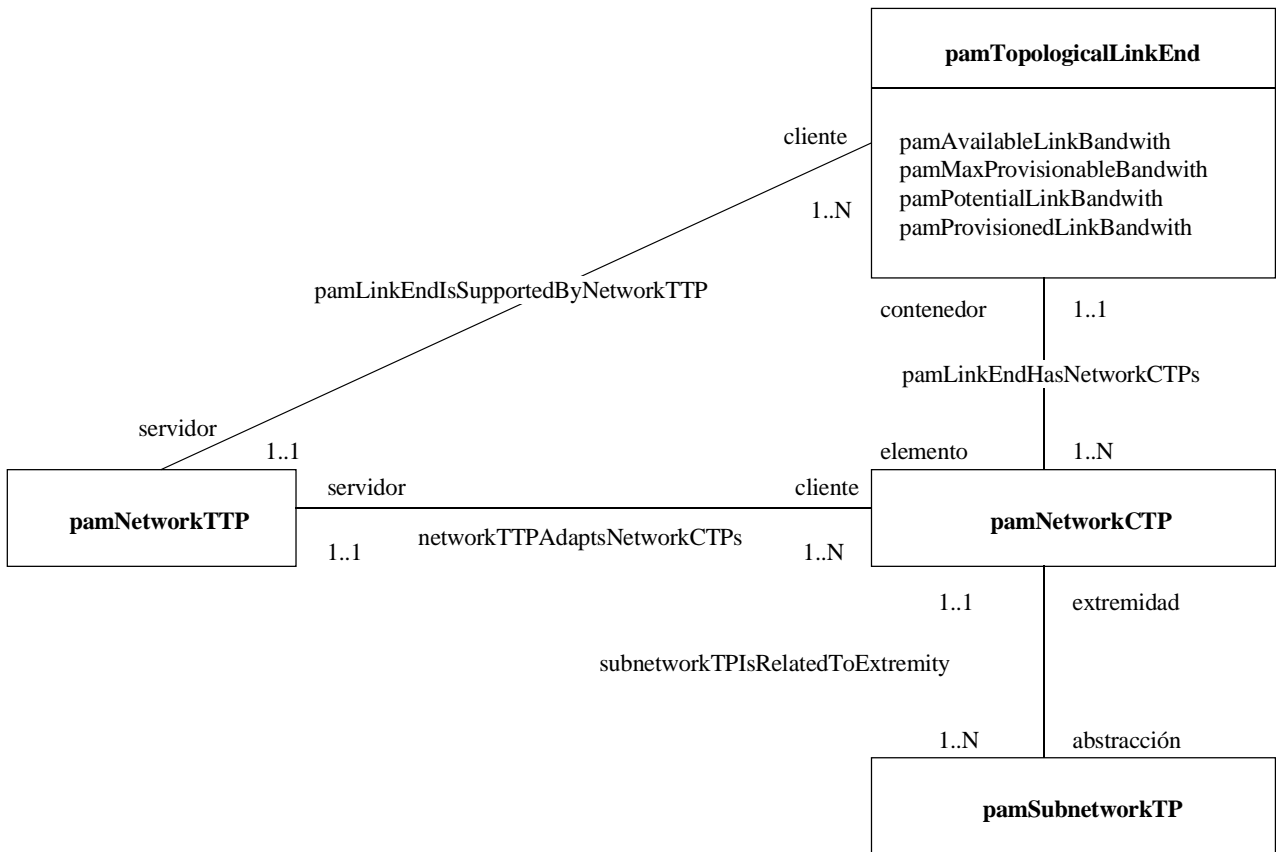 pamTopologicalLinkEnd
cliente
pamAvailableLinkBandwith
pamMaxProvisionableBandwith
pamPotentialLinkBandwith
pamProvisionedLinkBandwith
1..N
pamLinkEndIsSupportedByNetworkTTP
contenedor 1..1
pamLinkEndHasNetworkCTPs
servidor
1..1
elemento 1..N
servidor cliente
pamNetworkTTP
pamNetworkCTP
networkTTPAdaptsNetworkCTPs
1..1 1..N
1..1 extremidad
subnetworkTPIsRelatedToExtremity
1..N abstracción
pamSubnetworkTP